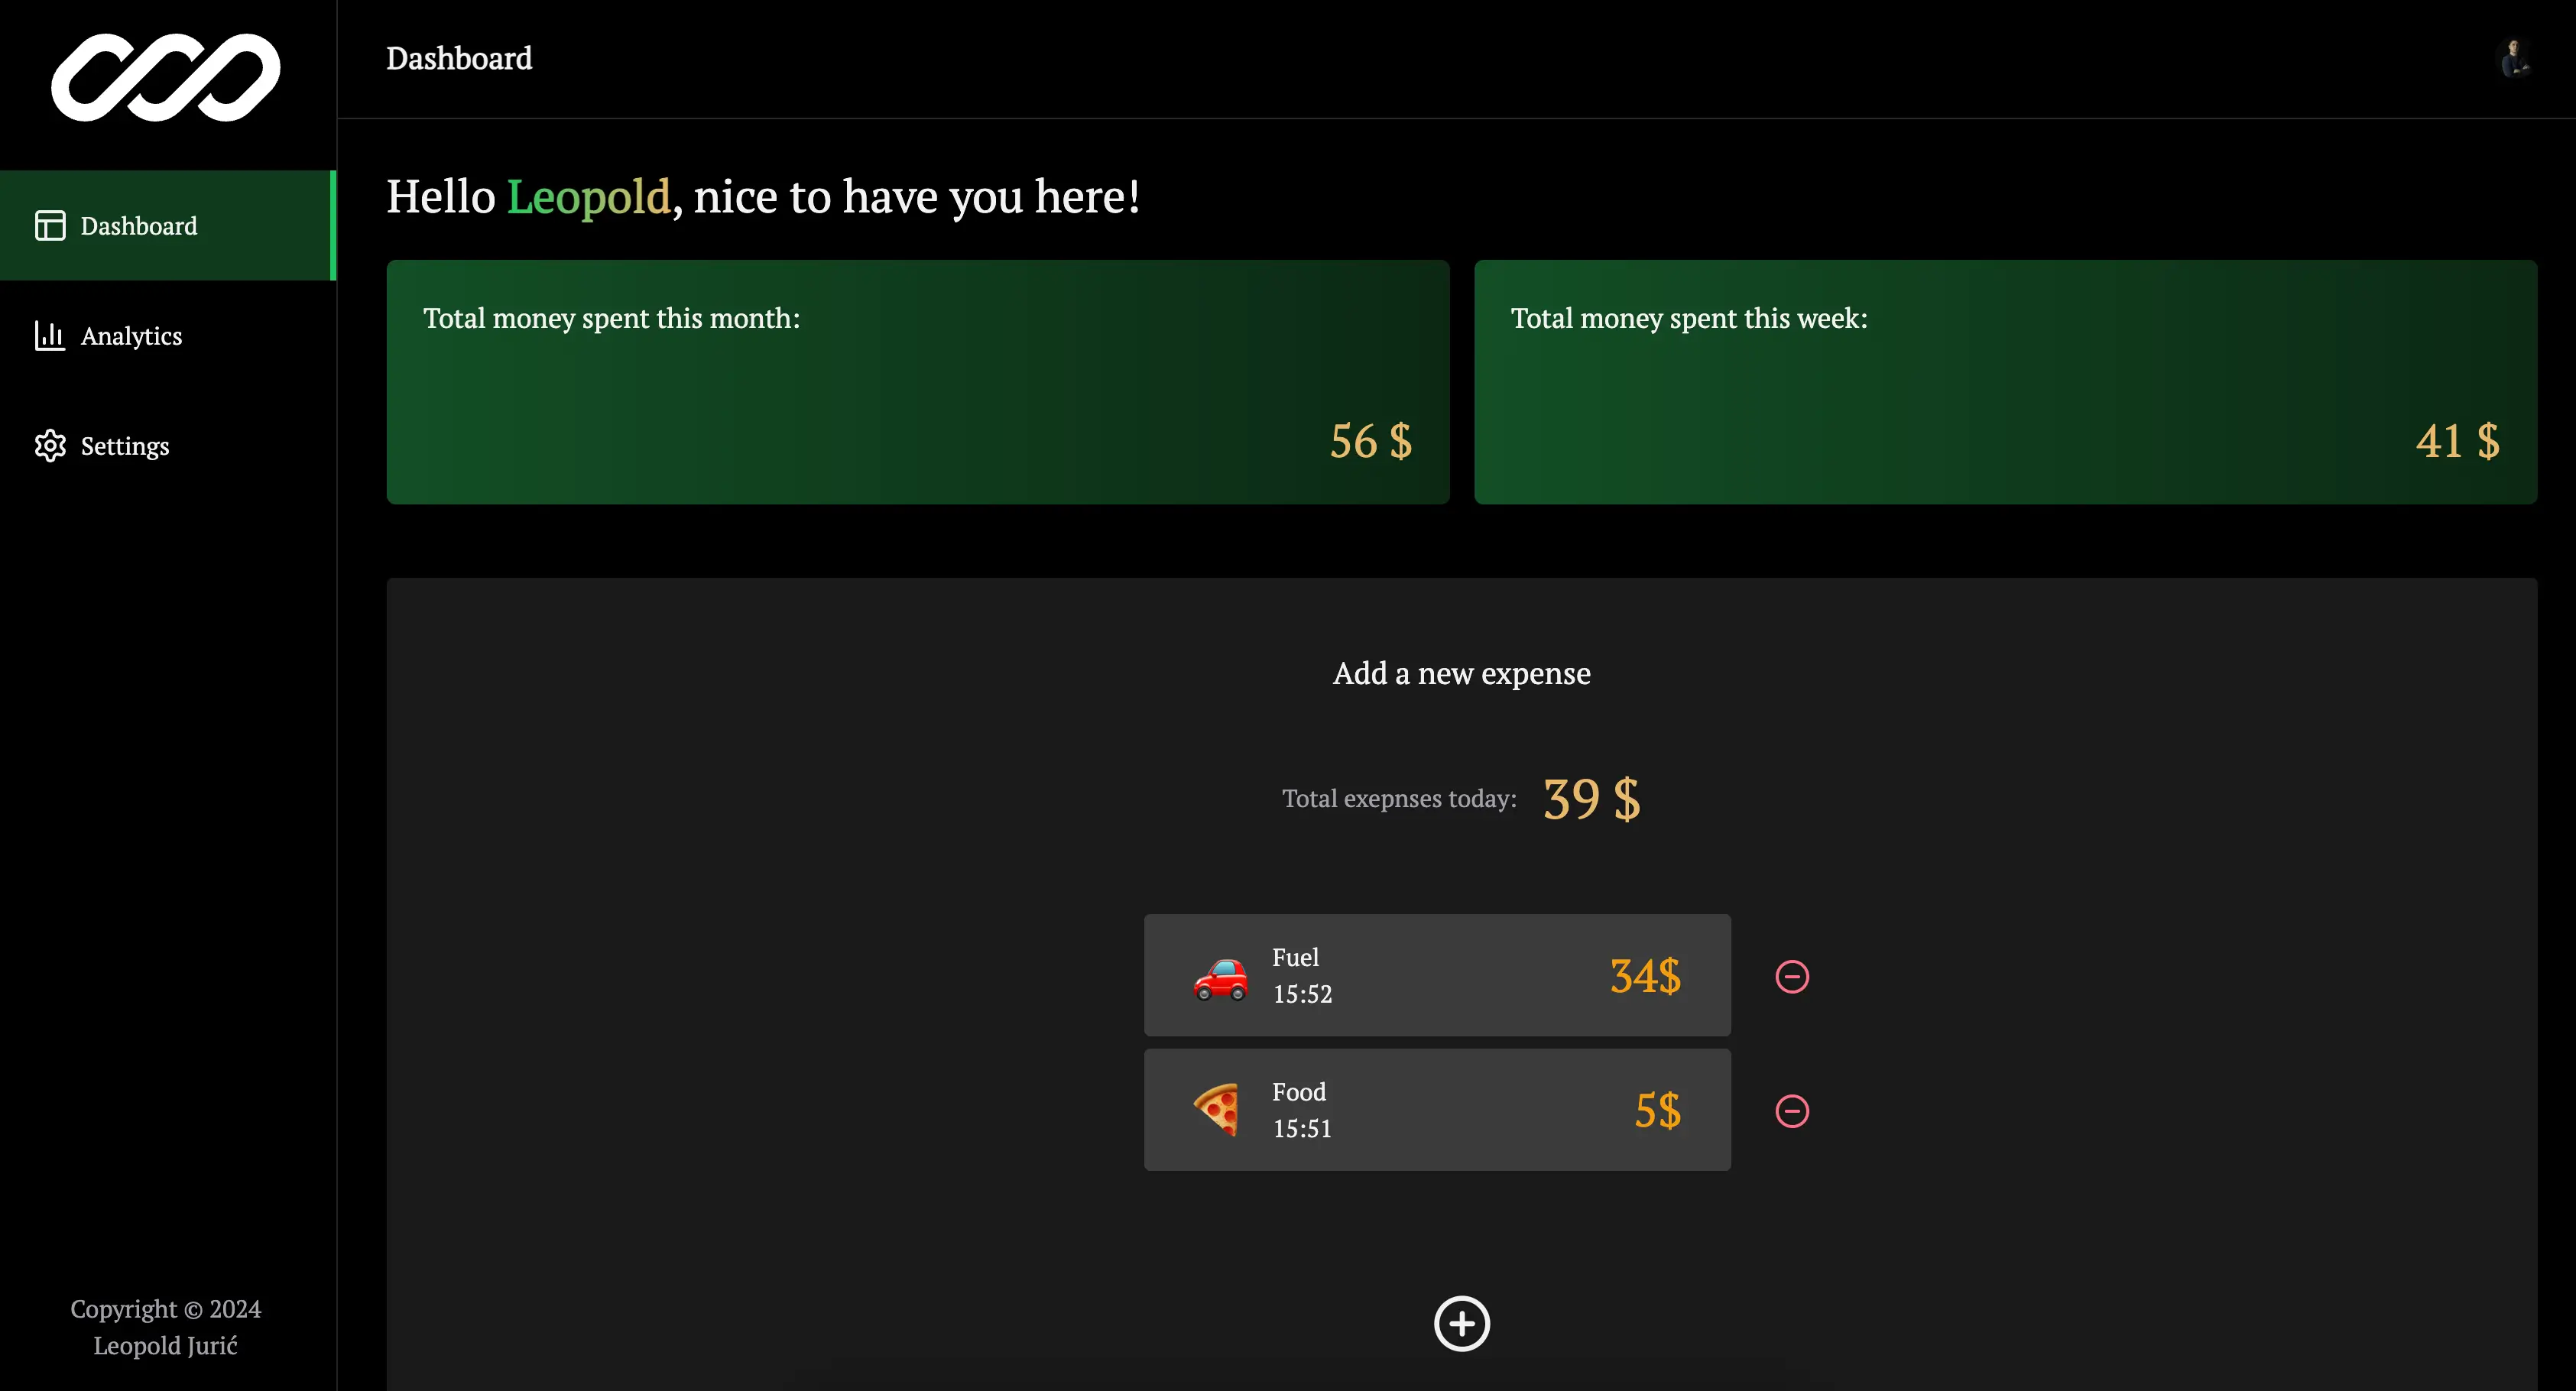 Dashboard
Dashboard
Analytics
Settings
Copyright © 2024
Leopold Jurić
Hello Leopold, nice to have you here!
Total money spent this month:
56 $
Total money spent this week:
41 $
Add a new expense
Total exepnses today: 39 $
Fuel
15:52
34$
Food
15:51
5$